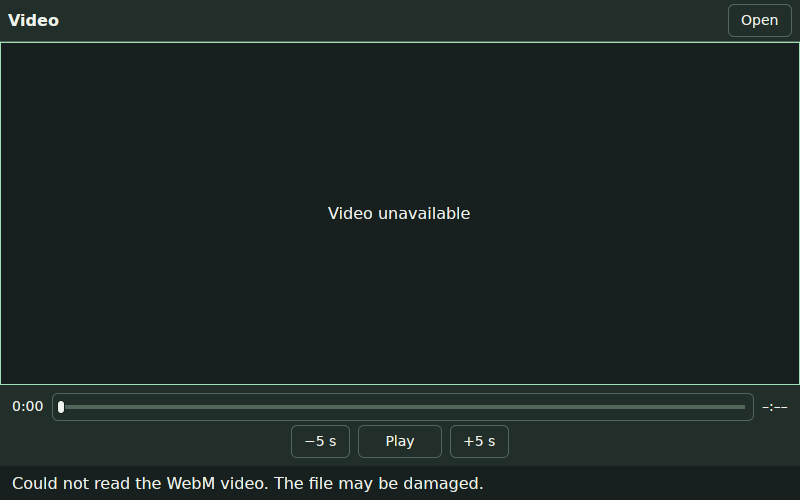 Video
Open
Video unavailable
0:00
–:––
−5 s
Play
+5 s
Could not read the WebM video. The file may be damaged.